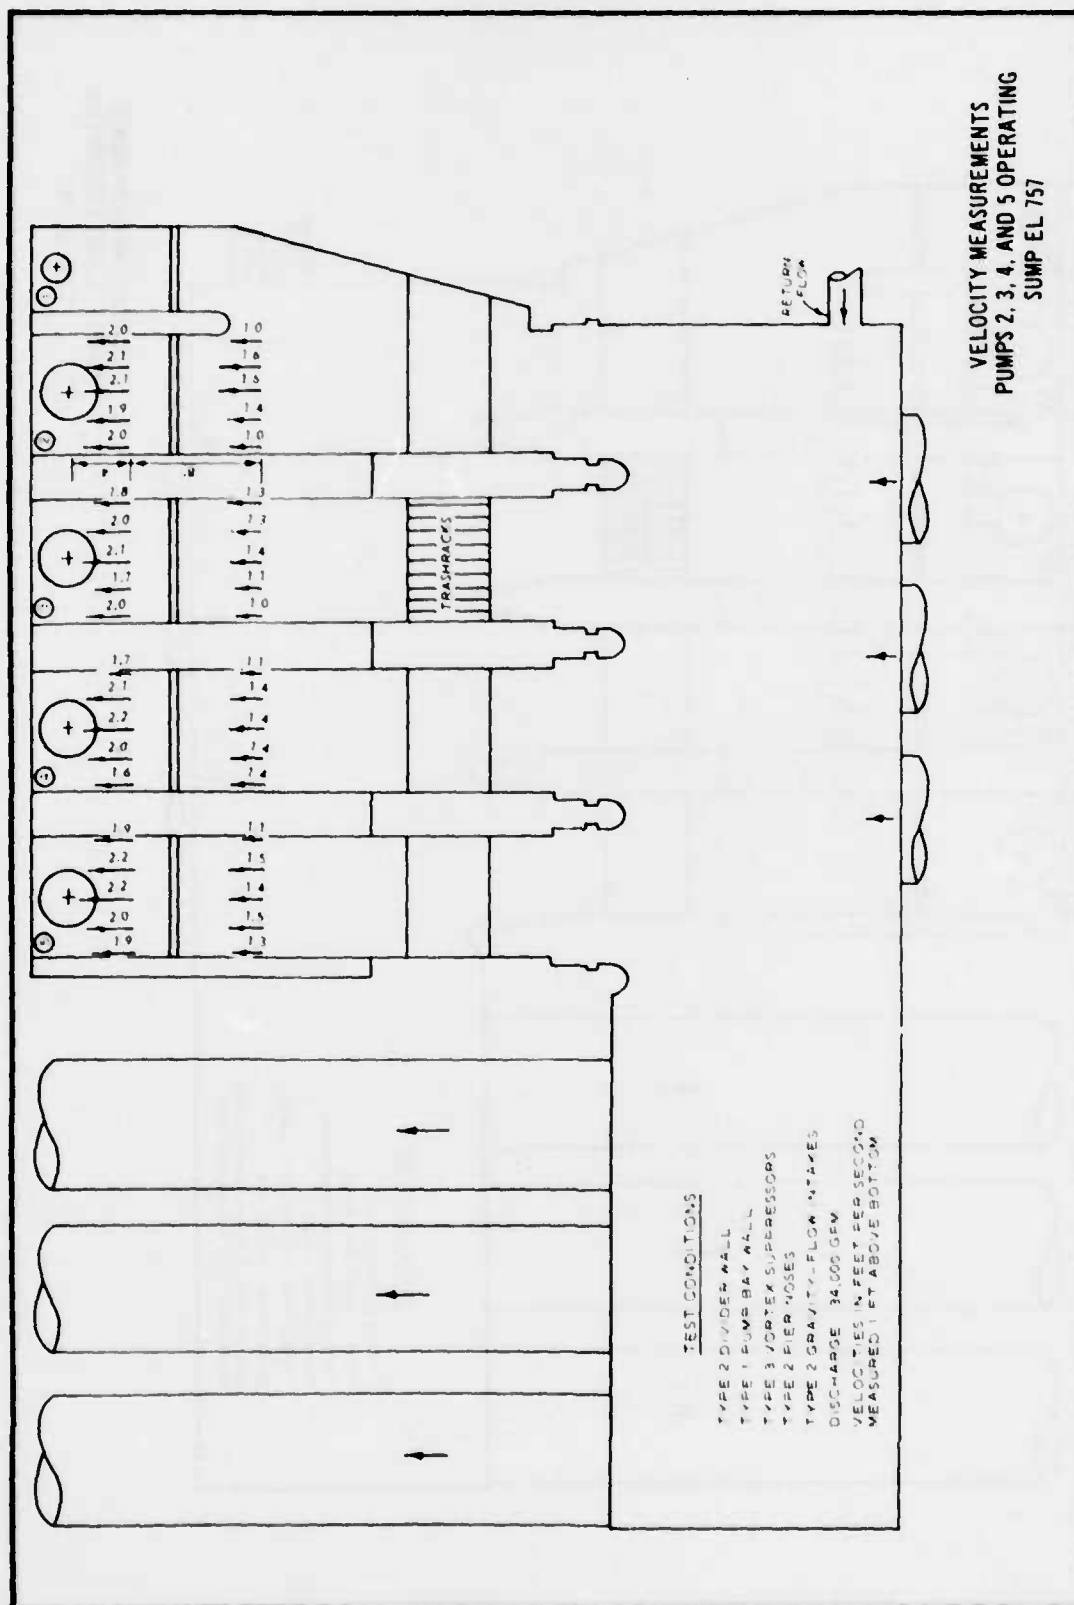 VELOCITY MEASUREMENTS
PUMPS 2, 3, 4, AND 5 OPERATING
SUMP EL 757
RETURN
FLOW
TRASHRACKS
TEST CONDITIONS
TYPE 2 DIVIDER WALL
TYPE 1 PUMP BAY WALL
TYPE 3 VORTEX SUPPRESSORS
TYPE 2 PIER NOSES
TYPE 2 GRAVITY-FLOW INTAKES
DISCHARGE 34,000 GPM
VELOCITIES IN FEET PER SECOND
MEASURED 1 FT ABOVE BOTTOM
1.9 2.0 2.2 2.2 1.9
1.3 1.5 1.4 1.5 1.1
1.6 2.0 2.2 2.1 1.7
1.4 1.4 1.4 1.4 1.1
2.0 1.7 2.1 2.0 1.8
1.0 1.1 1.4 1.3 1.3
2
2.0 1.9 2.1 2.1 2.0
1.0 1.4 1.5 1.6 1.0
1